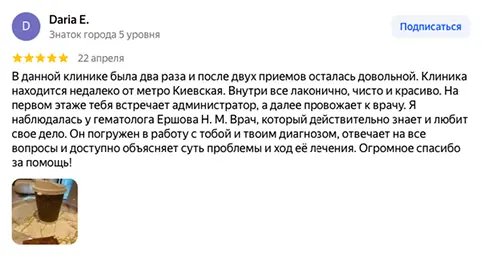 D
Daria E.
Знаток города 5 уровня
Подписаться
22 апреля
В данной клинике была два раза и после двух приемов осталась довольной. Клиника
находится недалеко от метро Киевская. Внутри все лаконично, чисто и красиво. На
первом этаже тебя встречает администратор, а далее провожает к врачу. Я
наблюдалась у гематолога Ершова Н. М. Врач, который действительно знает и любит
свое дело. Он погружен в работу с тобой и твоим диагнозом, отвечает на все
вопросы и доступно объясняет суть проблемы и ход её лечения. Огромное спасибо
за помощь!